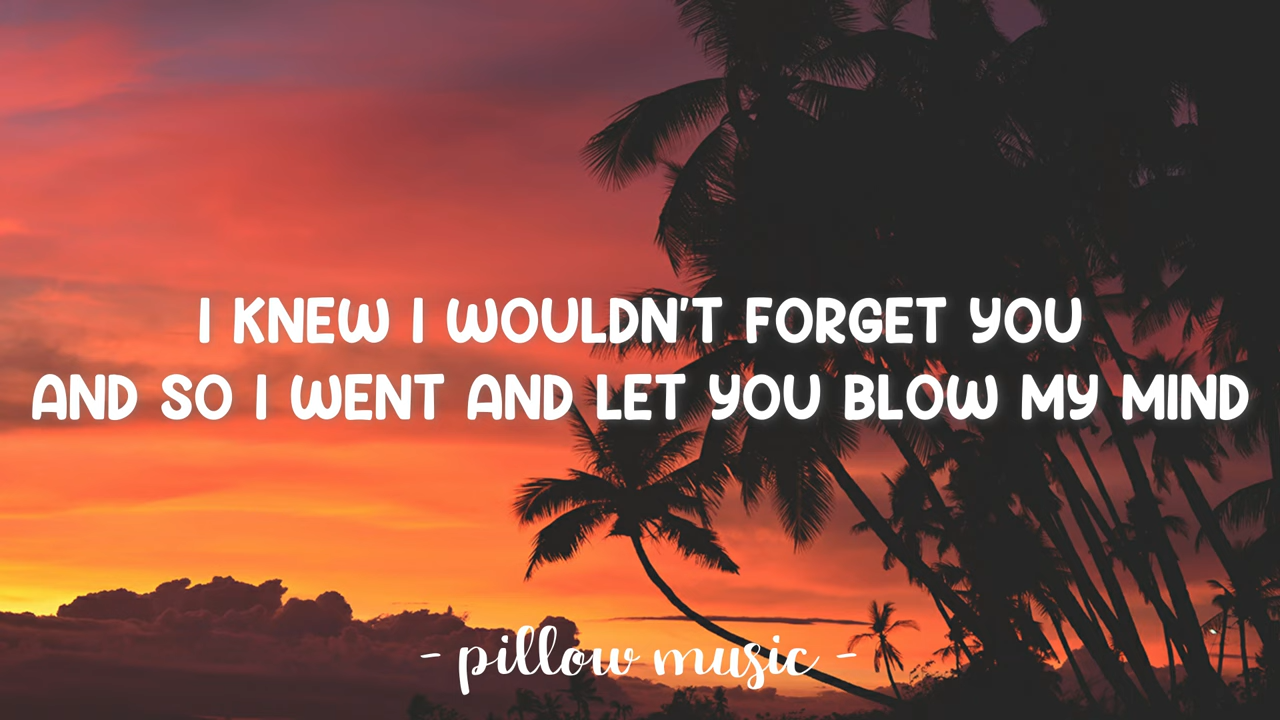 I KNEW I WOULDN'T FORGET YOU
AND SO I WENT AND LET YOU BLOW MY MIND
- pillow music -